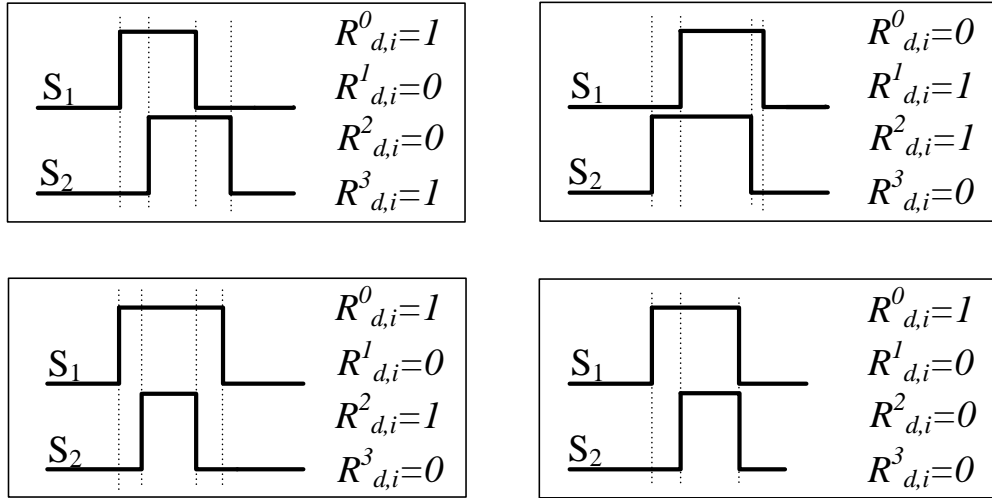 R⁰d,i=1
S₁
R¹d,i=0
R²d,i=0
S₂
R³d,i=1
R⁰d,i=0
S₁
R¹d,i=1
R²d,i=1
S₂
R³d,i=0
R⁰d,i=1
S₁
R¹d,i=0
R²d,i=1
S₂
R³d,i=0
R⁰d,i=1
S₁
R¹d,i=0
R²d,i=0
S₂
R³d,i=0